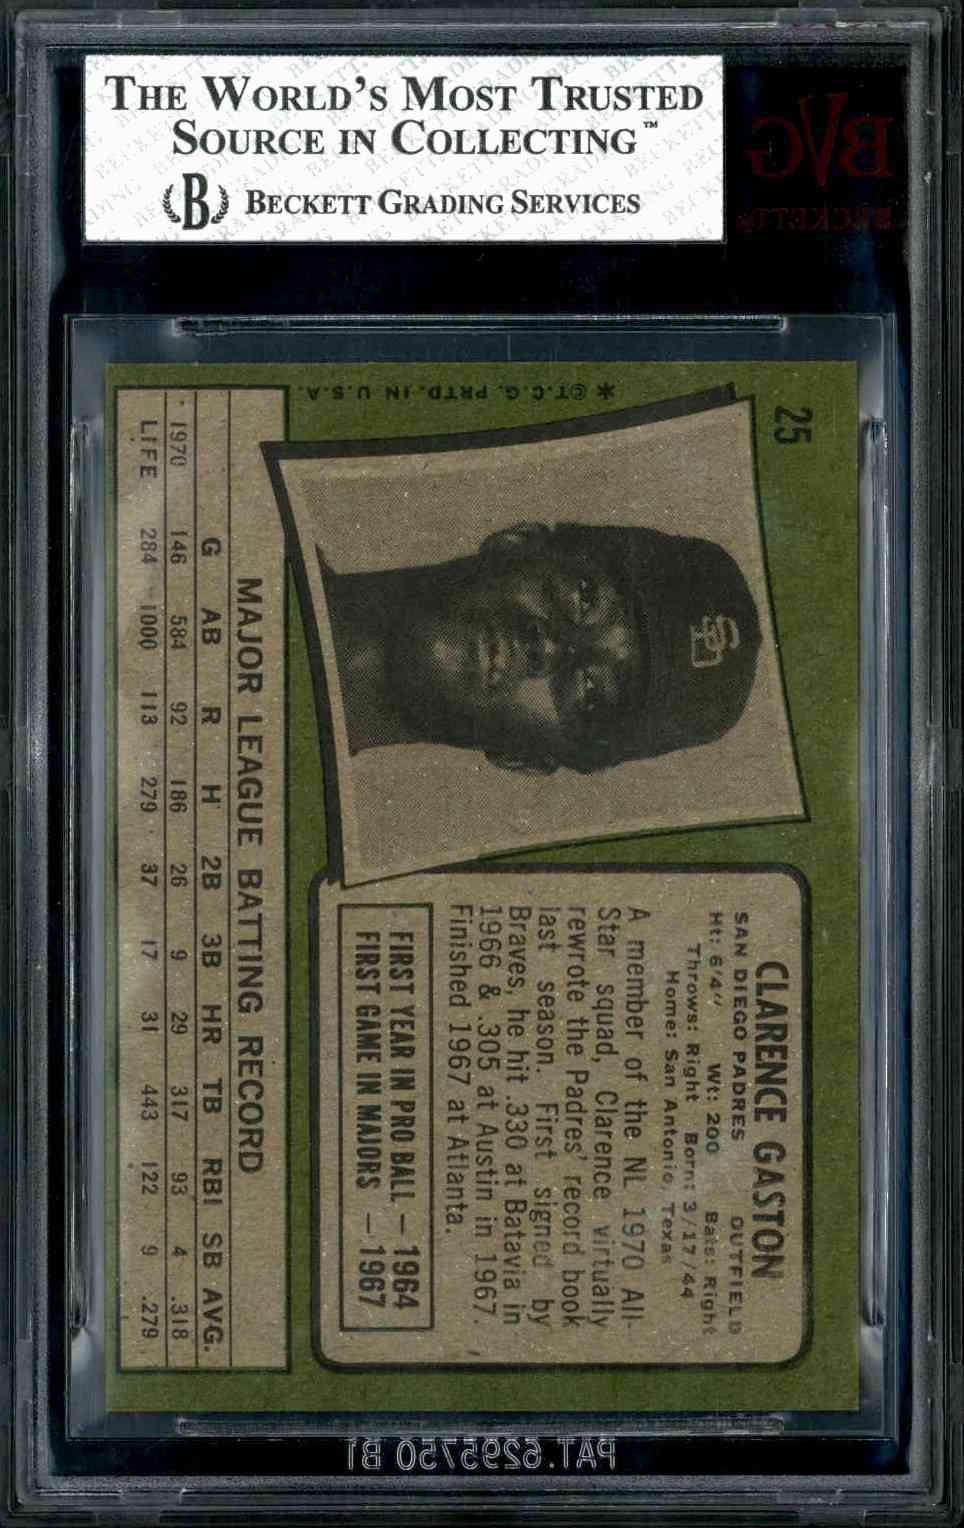 THE WORLD'S MOST TRUSTED
SOURCE IN COLLECTING™
B BECKETT GRADING SERVICES
BVG
BECKETT
25
*©T.C.G. PRTD. IN U.S.A.
CLARENCE GASTON
SAN DIEGO PADRES OUTFIELD
Ht: 6'4" Wt: 200 Bats: Right
Throws: Right Born: 3/17/44
Home: San Antonio, Texas
A member of the NL 1970 All-
Star squad, Clarence virtually
rewrote the Padres' record book
last season. First signed by
Braves, he hit .330 at Batavia in
1966 & .305 at Austin in 1967.
Finished 1967 at Atlanta.
FIRST YEAR IN PRO BALL — 1964
FIRST GAME IN MAJORS — 1967
MAJOR LEAGUE BATTING RECORD
G AB R H 2B 3B HR TB RBI SB AVG.
1970 146 584 92 186 26 9 29 317 93 4 .318
LIFE 284 1000 113 279 37 17 31 443 122 9 .279
PAT. 6295750 B1